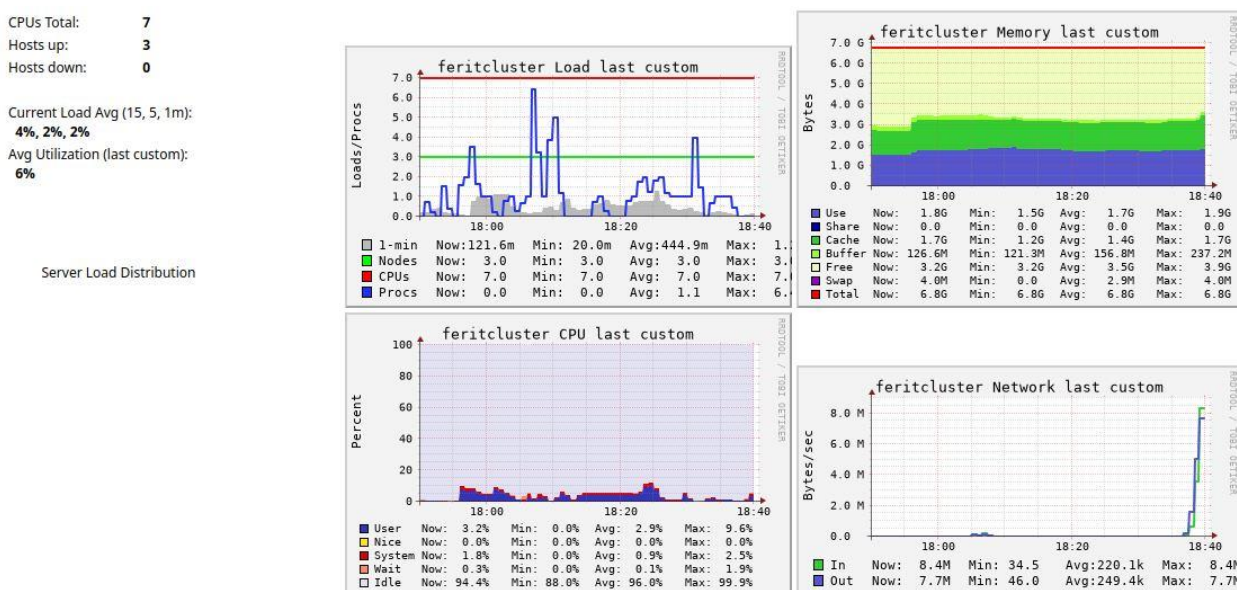 CPUs Total: 7
Hosts up: 3
Hosts down: 0
Current Load Avg (15, 5, 1m):
4%, 2%, 2%
Avg Utilization (last custom):
6%
Server Load Distribution
feritcluster Load last custom
RRDTOOL / TOBI OETIKER
Loads/Procs
7.0
6.0
5.0
4.0
3.0
2.0
1.0
0.0
18:00 18:20 18:40
1-min Now:121.6m Min: 20.0m Avg:444.9m Max: 1.
Nodes Now: 3.0 Min: 3.0 Avg: 3.0 Max: 3.
CPUs Now: 7.0 Min: 7.0 Avg: 7.0 Max: 7.
Procs Now: 0.0 Min: 0.0 Avg: 1.1 Max: 6.
feritcluster Memory last custom
RRDTOOL / TOBI OETIKER
Bytes
7.0 G
6.0 G
5.0 G
4.0 G
3.0 G
2.0 G
1.0 G
0.0
18:00 18:20 18:40
Use Now: 1.8G Min: 1.5G Avg: 1.7G Max: 1.9G
Share Now: 0.0 Min: 0.0 Avg: 0.0 Max: 0.0
Cache Now: 1.7G Min: 1.2G Avg: 1.4G Max: 1.7G
Buffer Now: 126.6M Min: 121.3M Avg: 156.8M Max: 237.2M
Free Now: 3.2G Min: 3.2G Avg: 3.5G Max: 3.9G
Swap Now: 4.0M Min: 0.0 Avg: 2.9M Max: 4.0M
Total Now: 6.8G Min: 6.8G Avg: 6.8G Max: 6.8G
feritcluster CPU last custom
RRDTOOL / TOBI OETIKER
Percent
100
80
60
40
20
0
18:00 18:20 18:40
User Now: 3.2% Min: 0.0% Avg: 2.9% Max: 9.6%
Nice Now: 0.0% Min: 0.0% Avg: 0.0% Max: 0.0%
System Now: 1.8% Min: 0.0% Avg: 0.9% Max: 2.5%
Wait Now: 0.3% Min: 0.0% Avg: 0.1% Max: 1.9%
Idle Now: 94.4% Min: 88.0% Avg: 96.0% Max: 99.9%
feritcluster Network last custom
RRDTOOL / TOBI OETIKER
Bytes/sec
8.0 M
6.0 M
4.0 M
2.0 M
0.0
18:00 18:20 18:40
In Now: 8.4M Min: 34.5 Avg:220.1k Max: 8.4M
Out Now: 7.7M Min: 46.0 Avg:249.4k Max: 7.7M